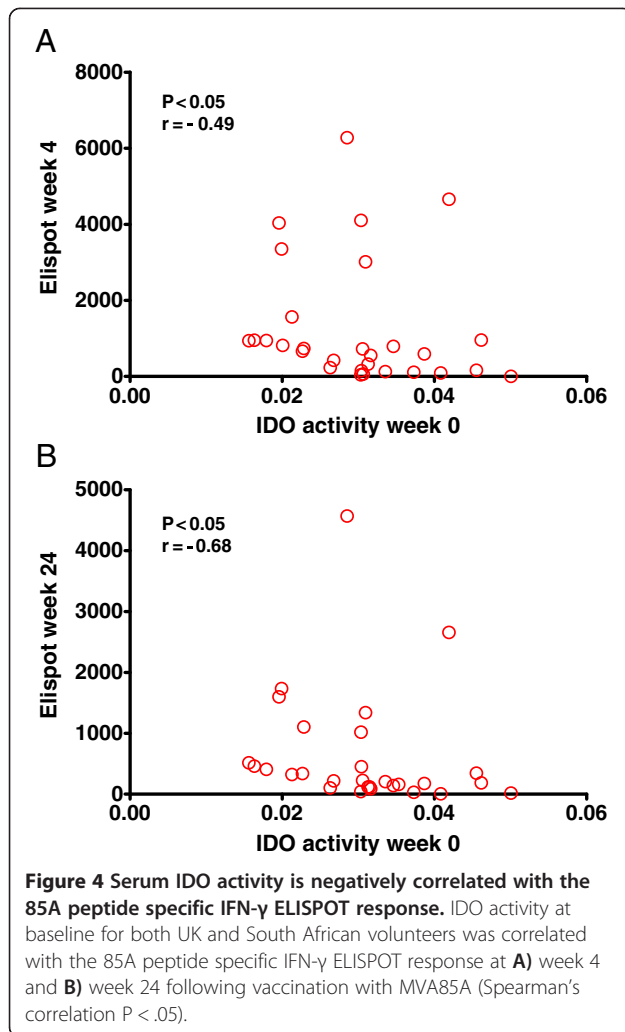 A
8000
6000
4000
2000
0
Elispot week 4
P<0.05
r=-0.49
0.00 0.02 0.04 0.06
IDO activity week 0
B
5000
4000
3000
2000
1000
0
Elispot week 24
P<0.05
r=-0.68
0.00 0.02 0.04 0.06
IDO activity week 0
Figure 4 Serum IDO activity is negatively correlated with the
85A peptide specific IFN-γ ELISPOT response. IDO activity at
baseline for both UK and South African volunteers was correlated
with the 85A peptide specific IFN-γ ELISPOT response at A) week 4
and B) week 24 following vaccination with MVA85A (Spearman's
correlation P < .05).